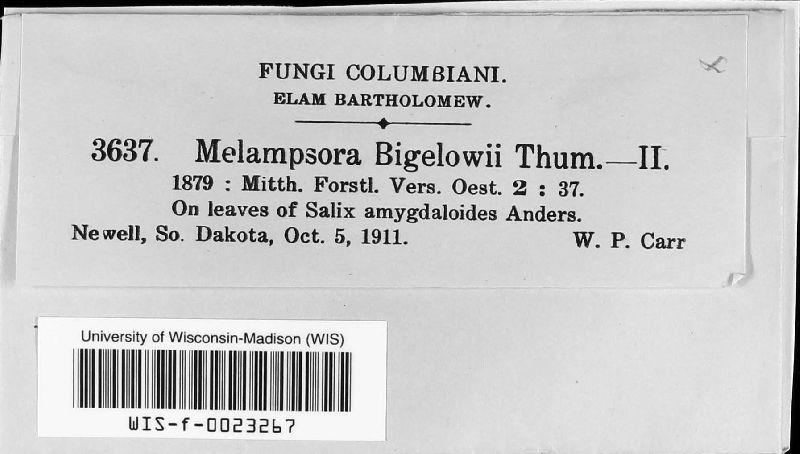 FUNGI COLUMBIANI.
ELAM BARTHOLOMEW.
3637. Melampsora Bigelowii Thum.—II.
1879 : Mitth. Forstl. Vers. Oest. 2 : 37.
On leaves of Salix amygdaloides Anders.
Newell, So. Dakota, Oct. 5, 1911. W. P. Carr
University of Wisconsin-Madison (WIS)
WIS-f-0023267